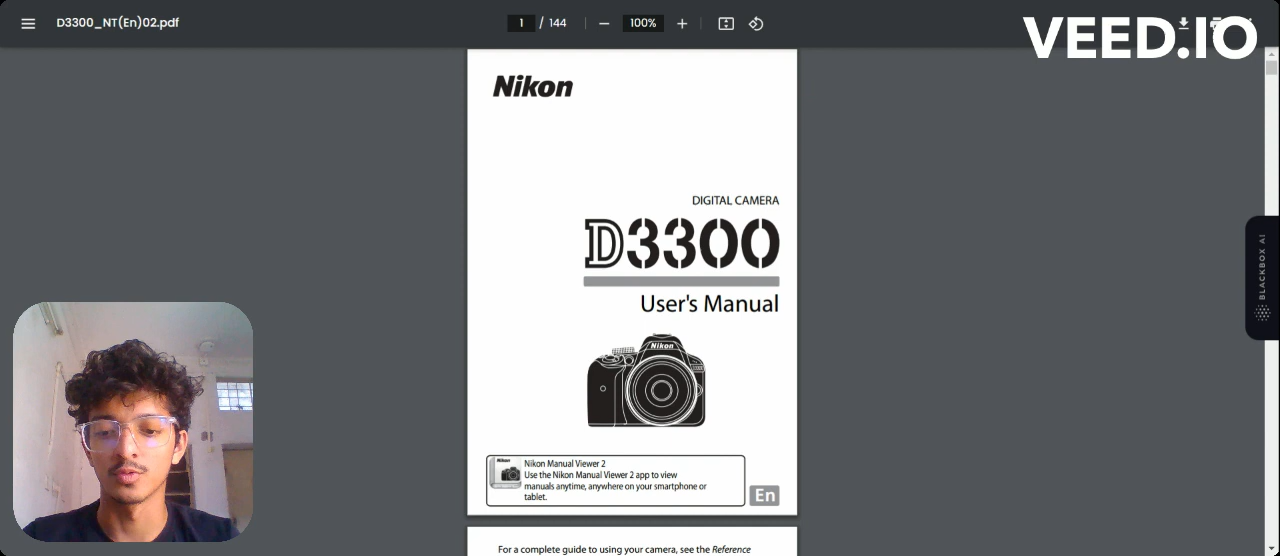 D3300_NT(En)02.pdf
1 / 144
100%
VEED.IO
Nikon
DIGITAL CAMERA
D3300
User's Manual
Nikon
Nikon
Nikon Manual Viewer 2
Use the Nikon Manual Viewer 2 app to view
manuals anytime, anywhere on your smartphone or
tablet.
En
For a complete guide to using your camera, see the Reference
BLACKBOX AI